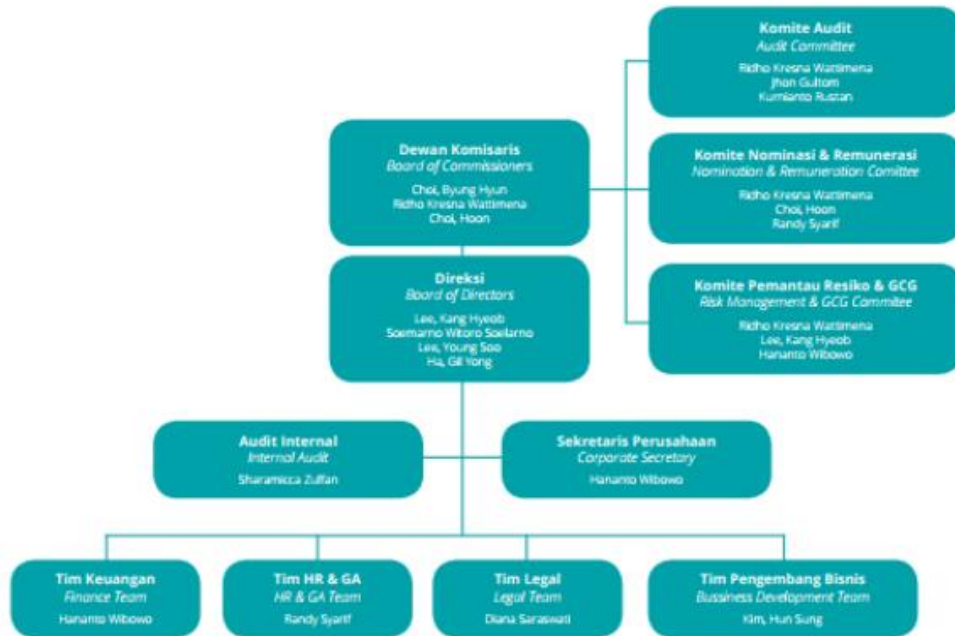 Komite Audit
Audit Committee
Ridho Kresna Wattimena
Jhon Gultom
Kurnianto Rustan
Dewan Komisaris
Board of Commissioners
Choi, Byung Hyun
Ridho Kresna Wattimena
Choi, Hoon
Komite Nominasi & Remunerasi
Nomination & Remuneration Comittee
Ridho Kresna Wattimena
Choi, Hoon
Randy Syarif
Direksi
Board of Directors
Lee, Kang Hyeob
Soemarno Witoro Soelarno
Lee, Young Soo
Ha, Gil Yong
Komite Pemantau Resiko & GCG
Risk Management & GCG Commitee
Ridho Kresna Wattimena
Lee, Kang Hyeob
Hananto Wibowo
Audit Internal
Internal Audit
Sharamicca Zulfan
Sekretaris Perusahaan
Corporate Secretary
Hananto Wibowo
Tim Keuangan
Finance Team
Hananto Wibowo
Tim HR & GA
HR & GA Team
Randy Syarif
Tim Legal
Legal Team
Diana Saraswati
Tim Pengembang Bisnis
Bussiness Development Team
Kim, Hun Sung